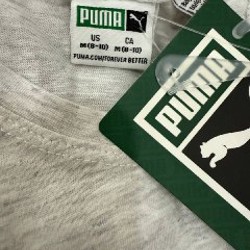 PUMA
US CA
M (8-10) M (8-10)
PUMA.COM/FOREVER BETTER
PUMA